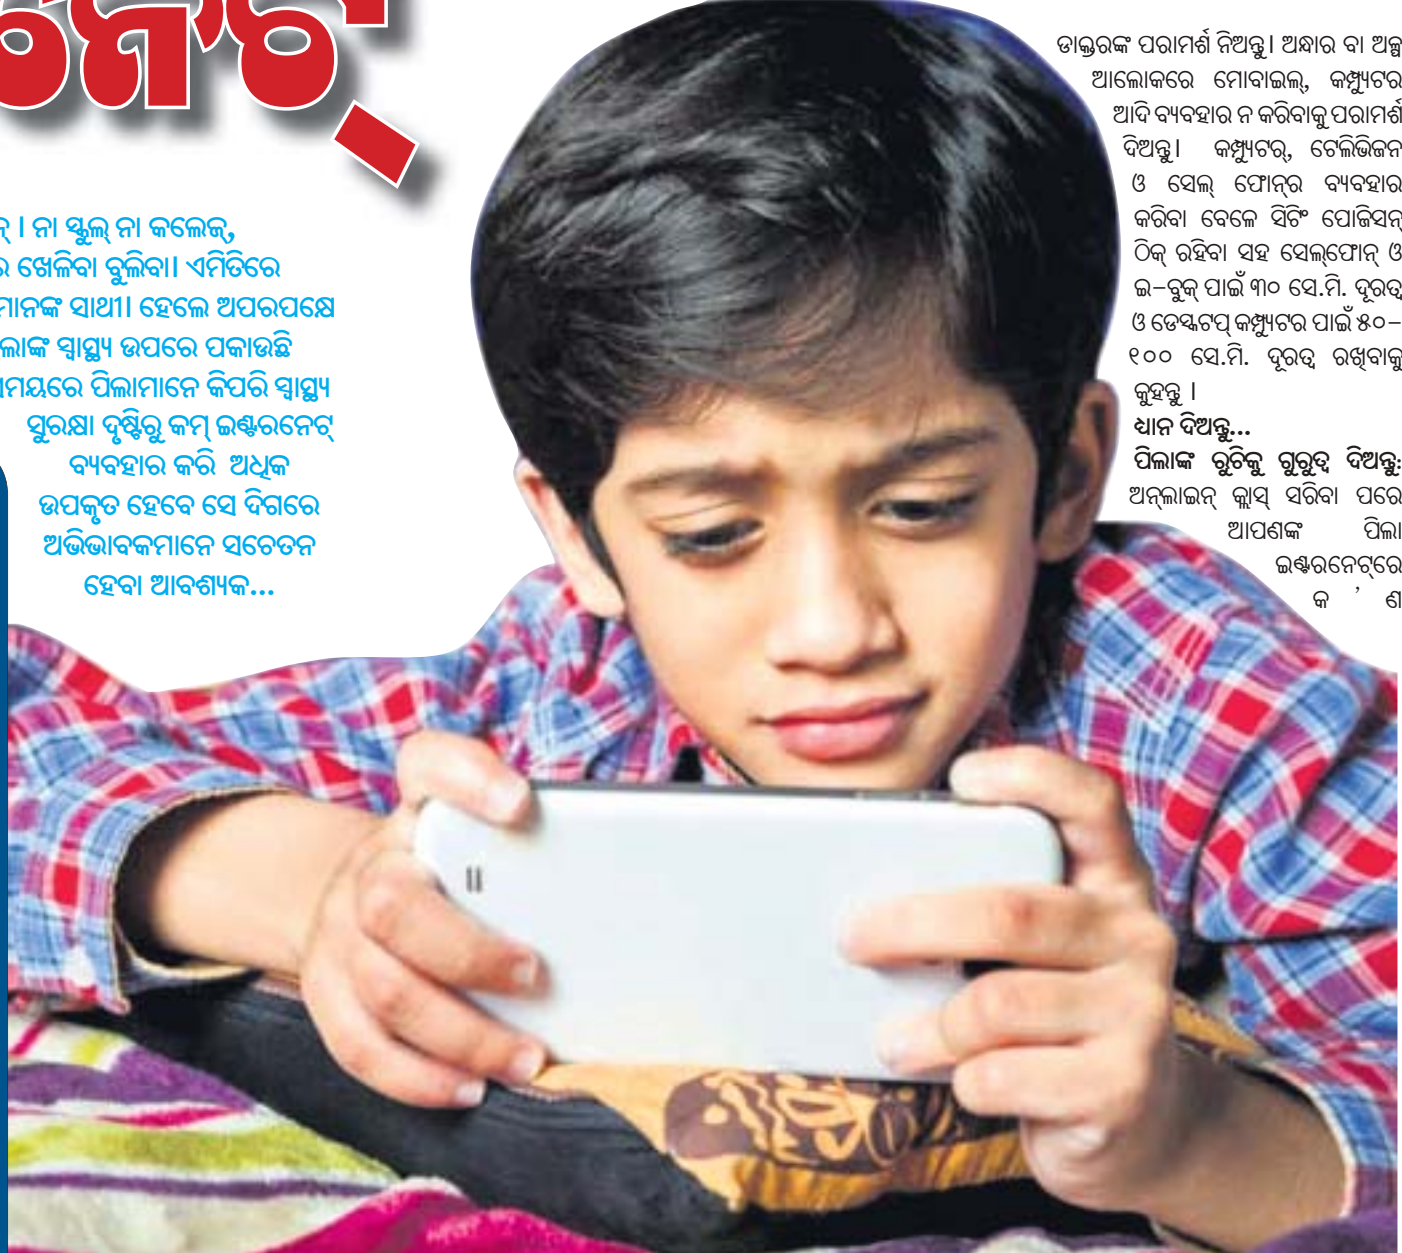 ନେଟ୍
। ନା ସ୍କୁଲ୍ ନା କଲେଜ୍,
ଖେଳିବା ବୁଲିବା। ଏମିତିରେ
ସାଥୀ। ହେଲେ ଅପରପକ୍ଷେ
ସ୍ୱାସ୍ଥ୍ୟ ଉପରେ ପକାଉଛି
ପିଲାମାନେ କିପରି ସ୍ୱାସ୍ଥ୍ୟ
ସୁରକ୍ଷା ଦୃଷ୍ଟିରୁ କମ୍ ଇଣ୍ଟରନେଟ୍
ବ୍ୟବହାର କରି ଅଧିକ
ଉପକୃତ ହେବେ ସେ ଦିଗରେ
ଅଭିଭାବକମାନେ ସଚେତନ
ହେବା ଆବଶ୍ୟକ...
ଡାକ୍ତରଙ୍କ ପରାମର୍ଶ ନିଅନ୍ତୁ। ଅନ୍ଧାର ବା ଅଳ୍ପ
ଆଲୋକରେ ମୋବାଇଲ୍, କମ୍ପ୍ୟୁଟର
ଆଦି ବ୍ୟବହାର ନ କରିବାକୁ ପରାମର୍ଶ
ଦିଅନ୍ତୁ। କମ୍ପ୍ୟୁଟର୍, ଟେଲିଭିଜନ
ଓ ସେଲ୍ ଫୋନ୍‌ର ବ୍ୟବହାର
କରିବା ବେଳେ ସିଟିଂ ପୋଜିସନ୍
ଠିକ୍ ରହିବା ସହ ସେଲ୍‌ଫୋନ୍ ଓ
ଇ-ବୁକ୍ ପାଇଁ ୩୦ ସେ.ମି. ଦୂରତ୍ୱ
ଓ ଡେସ୍କଟପ୍ କମ୍ପ୍ୟୁଟର ପାଇଁ ୫୦-
୧୦୦ ସେ.ମି. ଦୂରତ୍ୱ ରଖିବାକୁ
କୁହନ୍ତୁ ।
ଧ୍ୟାନ ଦିଅନ୍ତୁ...
ପିଲାଙ୍କ ରୁଚିକୁ ଗୁରୁତ୍ୱ ଦିଅନ୍ତୁ:
ଅନ୍‌ଲାଇନ୍ କ୍ଲାସ୍ ସରିବା ପରେ
ଆପଣଙ୍କ ପିଲା
ଇଣ୍ଟରନେଟ୍‌ରେ
କ ' ଣ